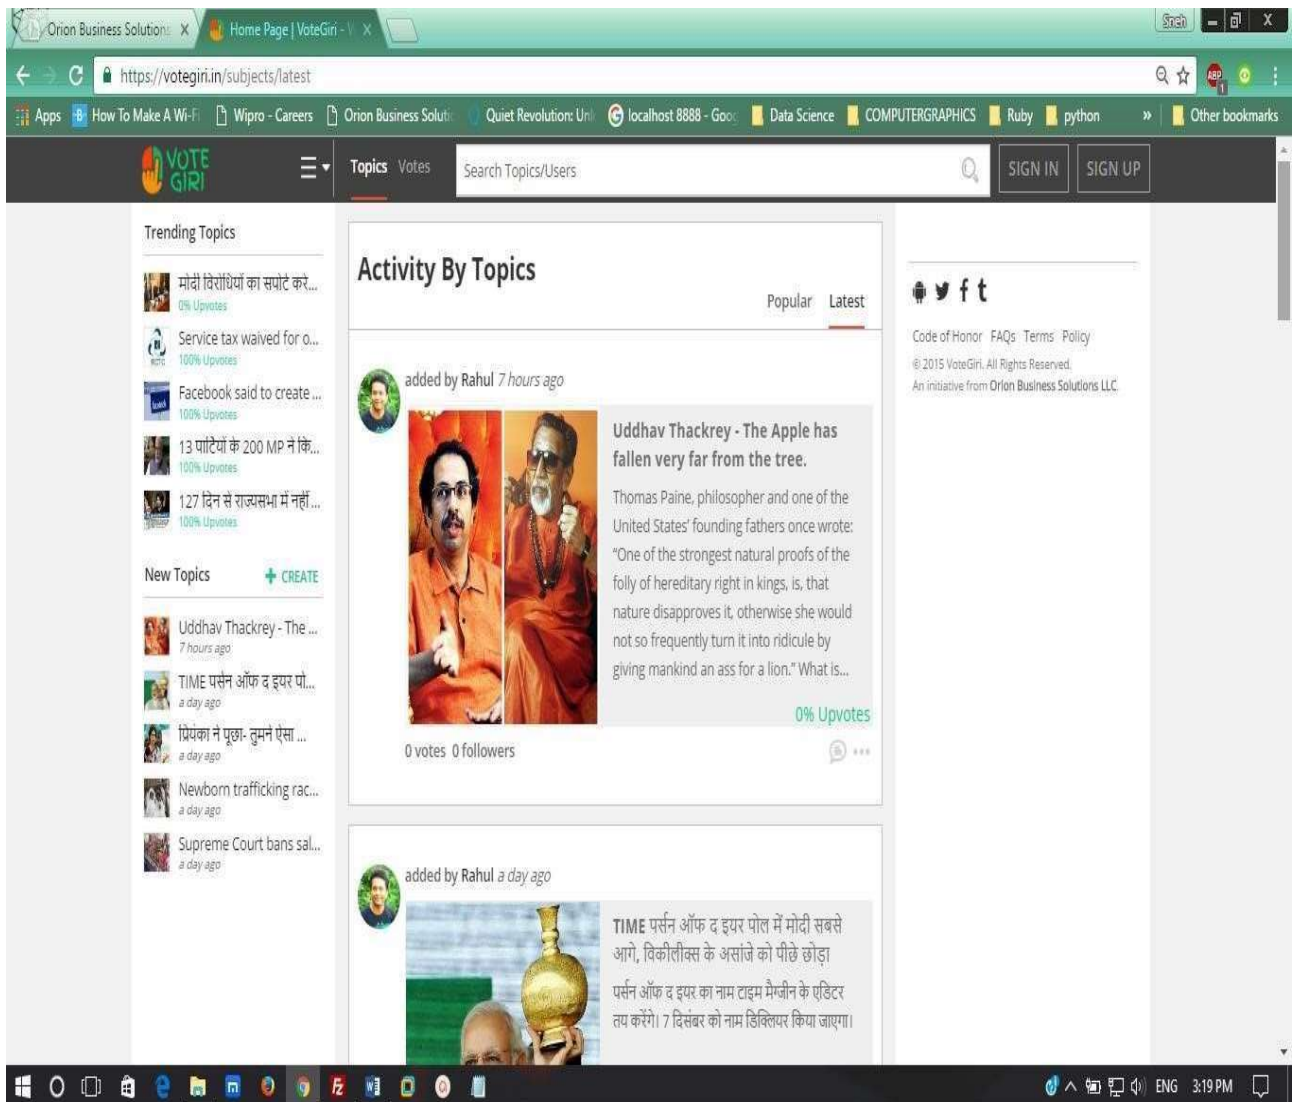 Orion Business Solution
Home Page | VoteGiri - V
Sneh
https://votegiri.in/subjects/latest
ABP
1
Apps
B
How To Make A Wi-Fi
Wipro - Careers
Orion Business Solutio
Quiet Revolution: Unl
localhost 8888 - Goog
Data Science
COMPUTERGRAPHICS
Ruby
python
»
Other bookmarks
VOTE
GIRI
Topics Votes
Search Topics/Users
SIGN IN
SIGN UP
Trending Topics
मोदी विरोधियों का सपोर्ट करे...
0% Upvotes
Service tax waived for o...
100% Upvotes
Facebook said to create ...
100% Upvotes
13 पार्टियों के 200 MP ने कि...
100% Upvotes
127 दिन से राज्यसभा में नहीं ...
100% Upvotes
New Topics
+ CREATE
Uddhav Thackrey - The ...
7 hours ago
TIME पर्सन ऑफ द इयर पो...
a day ago
प्रियंका ने पूछा- तुमने ऐसा ...
a day ago
Newborn trafficking rac...
a day ago
Supreme Court bans sal...
a day ago
Activity By Topics
Popular Latest
added by Rahul 7 hours ago
Uddhav Thackrey - The Apple has
fallen very far from the tree.
Thomas Paine, philosopher and one of the
United States' founding fathers once wrote:
"One of the strongest natural proofs of the
folly of hereditary right in kings, is, that
nature disapproves it, otherwise she would
not so frequently turn it into ridicule by
giving mankind an ass for a lion." What is...
0% Upvotes
0 votes 0 followers
added by Rahul a day ago
TIME पर्सन ऑफ द इयर पोल में मोदी सबसे
आगे, विकीलीक्स के असांजे को पीछे छोड़ा
पर्सन ऑफ द इयर का नाम टाइम मैग्जीन के एडिटर
तय करेंगे। 7 दिसंबर को नाम डिक्लियर किया जाएगा।
Code of Honor FAQs Terms Policy
© 2015 VoteGiri. All Rights Reserved.
An initiative from Orion Business Solutions LLC
ENG 3:19 PM